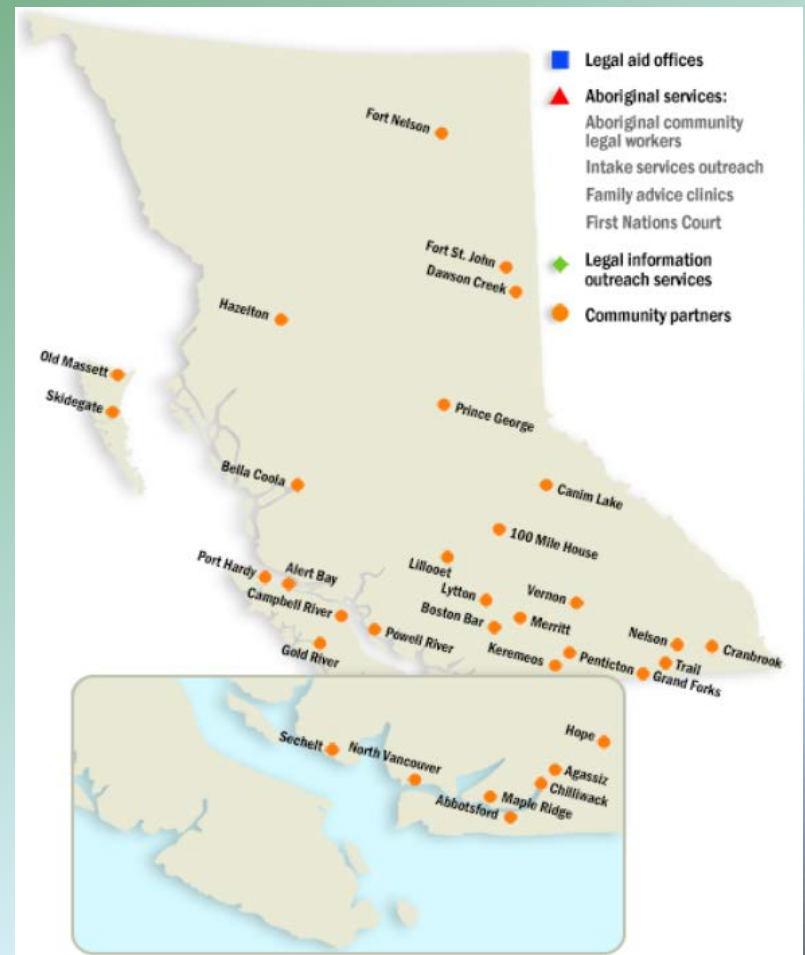 Legal aid offices
Aboriginal services:
Aboriginal community
legal workers
Intake services outreach
Family advice clinics
First Nations Court
Legal information
outreach services
Community partners
Fort Nelson
Fort St. John
Dawson Creek
Hazelton
Old Massett
Skidegate
Prince George
Bella Coola
Canim Lake
100 Mile House
Lillooet
Port Hardy
Alert Bay
Lytton
Vernon
Campbell River
Boston Bar
Merritt
Powell River
Nelson
Cranbrook
Gold River
Keremeos
Penticton
Trail
Grand Forks
Hope
Sechelt
North Vancouver
Agassiz
Chilliwack
Maple Ridge
Abbotsford